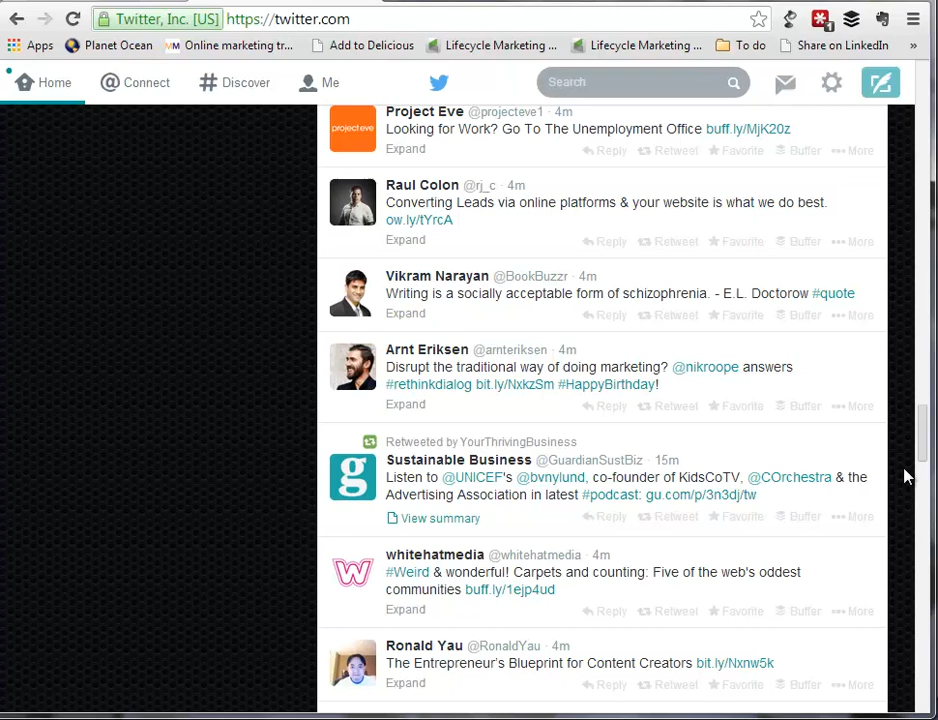 Twitter, Inc. [US] https://twitter.com
Apps Planet Ocean Online marketing tr... Add to Delicious Lifecycle Marketing ... Lifecycle Marketing ... To do Share on LinkedIn »
Home @ Connect # Discover Me Search
Project Eve @projecteve1 · 4m
projecteve
Looking for Work? Go To The Unemployment Office buff.ly/MjK20z
Expand Reply Retweet Favorite Buffer More
Raul Colon @rj_c · 4m
Converting Leads via online platforms & your website is what we do best.
ow.ly/tYrcA
Expand Reply Retweet Favorite Buffer More
Vikram Narayan @BookBuzzr · 4m
Writing is a socially acceptable form of schizophrenia. - E.L. Doctorow #quote
Expand Reply Retweet Favorite Buffer More
Arnt Eriksen @arnteriksen · 4m
Disrupt the traditional way of doing marketing? @nikroope answers
#rethinkdialog bit.ly/NxkzSm #HappyBirthday!
Expand Reply Retweet Favorite Buffer More
Retweeted by YourThrivingBusiness
Sustainable Business @GuardianSustBiz · 15m
g
Listen to @UNICEF's @bvnylund, co-founder of KidsCoTV, @COrchestra & the
Advertising Association in latest #podcast: gu.com/p/3n3dj/tw
View summary Reply Retweet Favorite Buffer More
whitehatmedia @whitehatmedia · 4m
W
#Weird & wonderful! Carpets and counting: Five of the web's oddest
communities buff.ly/1ejp4ud
Expand Reply Retweet Favorite Buffer More
Ronald Yau @RonaldYau · 4m
The Entrepreneur's Blueprint for Content Creators bit.ly/Nxnw5k
Expand Reply Retweet Favorite Buffer More